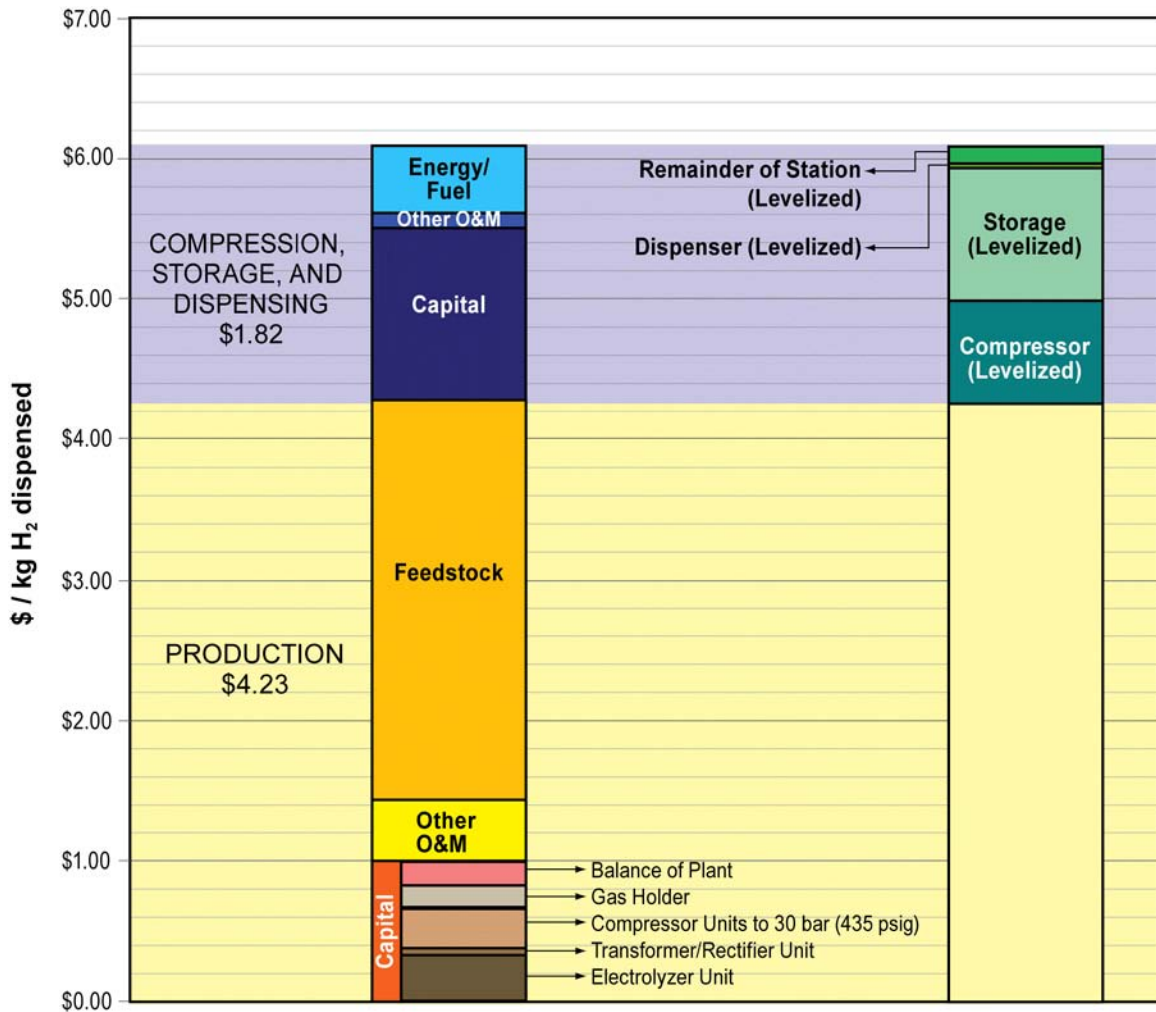 $7.00
$6.00
$5.00
$4.00
$3.00
$2.00
$1.00
$0.00
$ / kg H₂ dispensed
COMPRESSION,
STORAGE, AND
DISPENSING
$1.82
PRODUCTION
$4.23
Energy/
Fuel
Other O&M
Capital
Feedstock
Other
O&M
Capital
Balance of Plant
Gas Holder
Compressor Units to 30 bar (435 psig)
Transformer/Rectifier Unit
Electrolyzer Unit
Remainder of Station
(Levelized)
Dispenser (Levelized)
Storage
(Levelized)
Compressor
(Levelized)